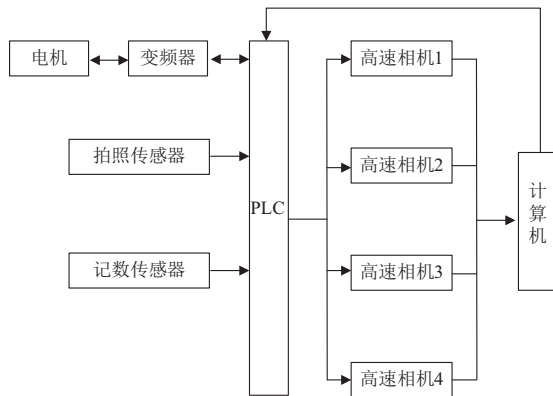 电机
变频器
高速相机1
拍照传感器
高速相机2
PLC
计算机
记数传感器
高速相机3
高速相机4